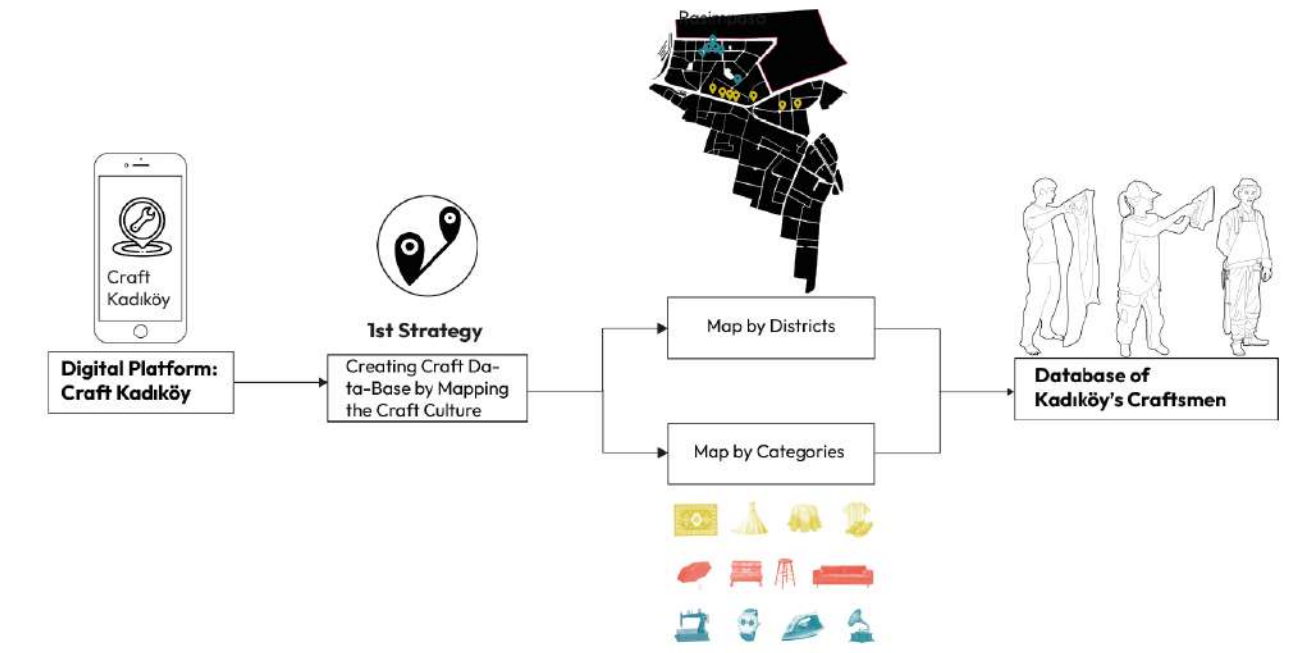 Rasimpaşa
Craft
Kadıköy
Digital Platform:
Craft Kadıköy
1st Strategy
Creating Craft Da-
ta-Base by Mapping
the Craft Culture
Map by Districts
Map by Categories
Database of
Kadıköy's Craftsmen